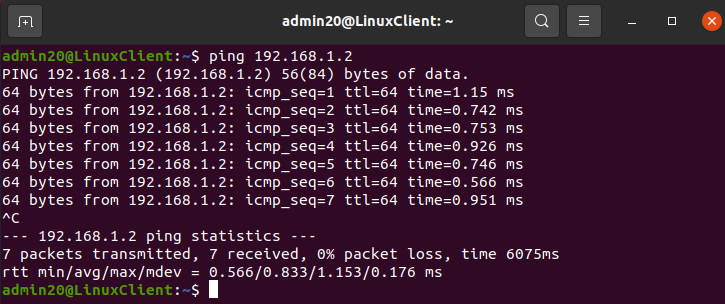 admin20@LinuxClient: ~
admin20@LinuxClient:~$ ping 192.168.1.2
PING 192.168.1.2 (192.168.1.2) 56(84) bytes of data.
64 bytes from 192.168.1.2: icmp_seq=1 ttl=64 time=1.15 ms
64 bytes from 192.168.1.2: icmp_seq=2 ttl=64 time=0.742 ms
64 bytes from 192.168.1.2: icmp_seq=3 ttl=64 time=0.753 ms
64 bytes from 192.168.1.2: icmp_seq=4 ttl=64 time=0.926 ms
64 bytes from 192.168.1.2: icmp_seq=5 ttl=64 time=0.746 ms
64 bytes from 192.168.1.2: icmp_seq=6 ttl=64 time=0.566 ms
64 bytes from 192.168.1.2: icmp_seq=7 ttl=64 time=0.951 ms
^C
--- 192.168.1.2 ping statistics ---
7 packets transmitted, 7 received, 0% packet loss, time 6075ms
rtt min/avg/max/mdev = 0.566/0.833/1.153/0.176 ms
admin20@LinuxClient:~$